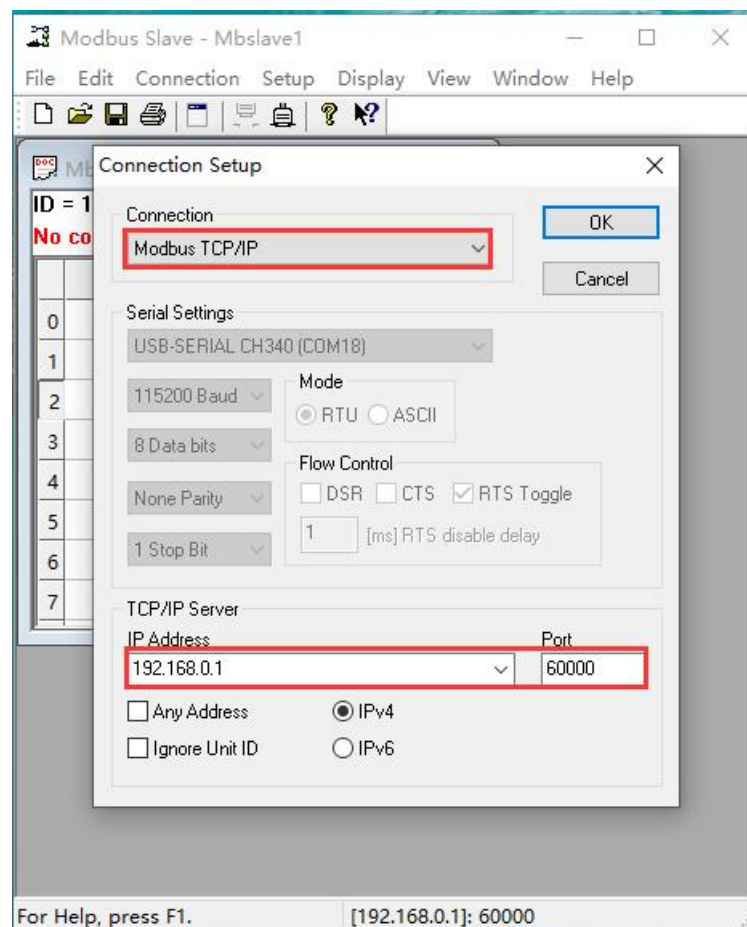 Modbus Slave - Mbslave1
File Edit Connection Setup Display View Window Help
Connection Setup
ID = 1
No co
Connection
Modbus TCP/IP
OK
Cancel
Serial Settings
USB-SERIAL CH340 (COM18)
115200 Baud
Mode
RTU ASCII
8 Data bits
Flow Control
DSR CTS RTS Toggle
None Parity
1 [ms] RTS disable delay
1 Stop Bit
0
1
2
3
4
5
6
7
TCP/IP Server
IP Address Port
192.168.0.1 60000
Any Address IPv4
Ignore Unit ID IPv6
For Help, press F1. [192.168.0.1]: 60000